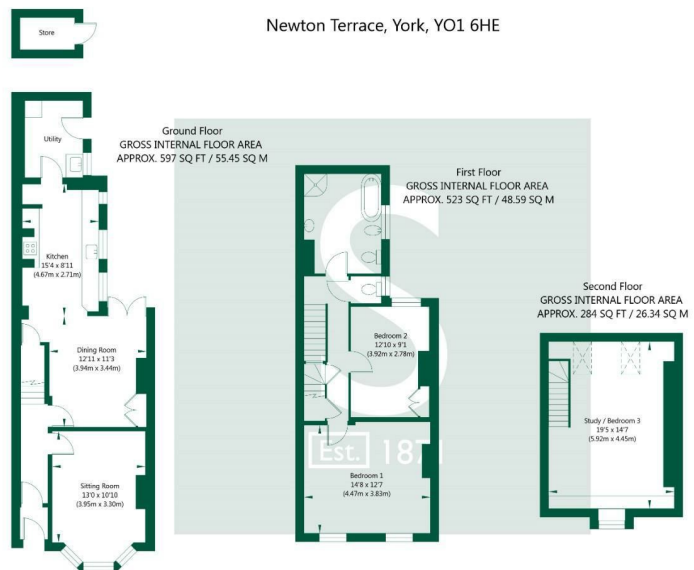 Newton Terrace, York, YO1 6HE
Store
Utility
Ground Floor
GROSS INTERNAL FLOOR AREA
APPROX. 597 SQ FT / 55.45 SQ M
Kitchen
15'4 x 8'11
(4.67m x 2.71m)
Dining Room
12'11 x 11'3
(3.94m x 3.44m)
Sitting Room
13'0 x 10'10
(3.95m x 3.30m)
First Floor
GROSS INTERNAL FLOOR AREA
APPROX. 523 SQ FT / 48.59 SQ M
Bedroom 2
12'10 x 9'1
(3.92m x 2.78m)
S
Est. 1871
Bedroom 1
14'8 x 12'7
(4.47m x 3.83m)
Second Floor
GROSS INTERNAL FLOOR AREA
APPROX. 284 SQ FT / 26.34 SQ M
Study / Bedroom 3
19'5 x 14'7
(5.92m x 4.45m)